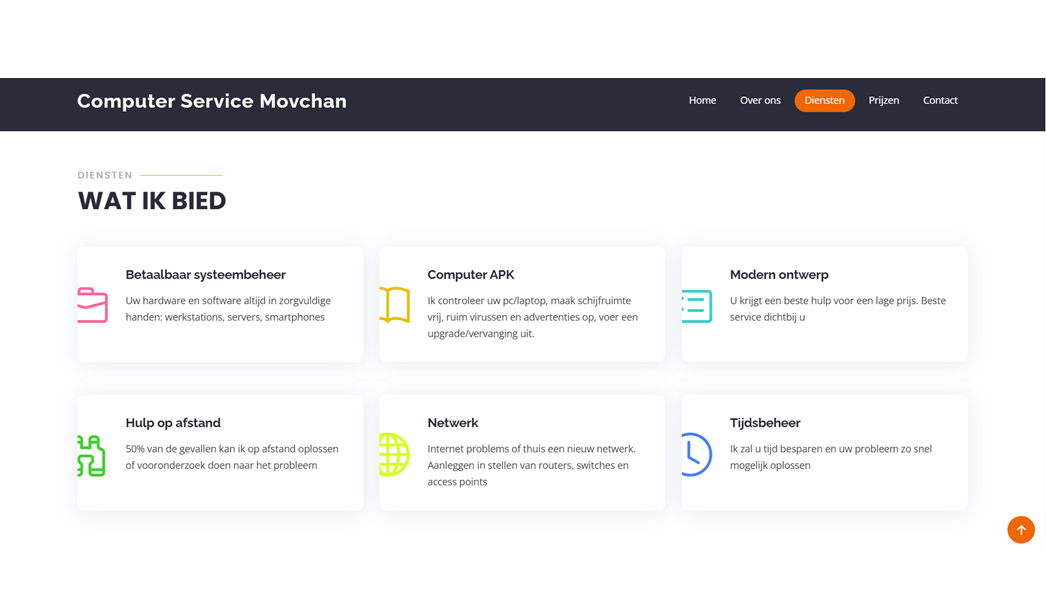 Computer Service Movchan
Home Over ons Diensten Prijzen Contact
DIENSTEN
WAT IK BIED
Betaalbaar systeembeheer
Uw hardware en software altijd in zorgvuldige
handen: werkstations, servers, smartphones
Computer APK
Ik controleer uw pc/laptop, maak schijfruimte
vrij, ruim virussen en advertenties op, voer een
upgrade/vervanging uit.
Modern ontwerp
U krijgt een beste hulp voor een lage prijs. Beste
service dichtbij u
Hulp op afstand
50% van de gevallen kan ik op afstand oplossen
of vooronderzoek doen naar het probleem
Netwerk
Internet problems of thuis een nieuw netwerk.
Aanleggen in stellen van routers, switches en
access points
Tijdsbeheer
Ik zal u tijd besparen en uw probleem zo snel
mogelijk oplossen